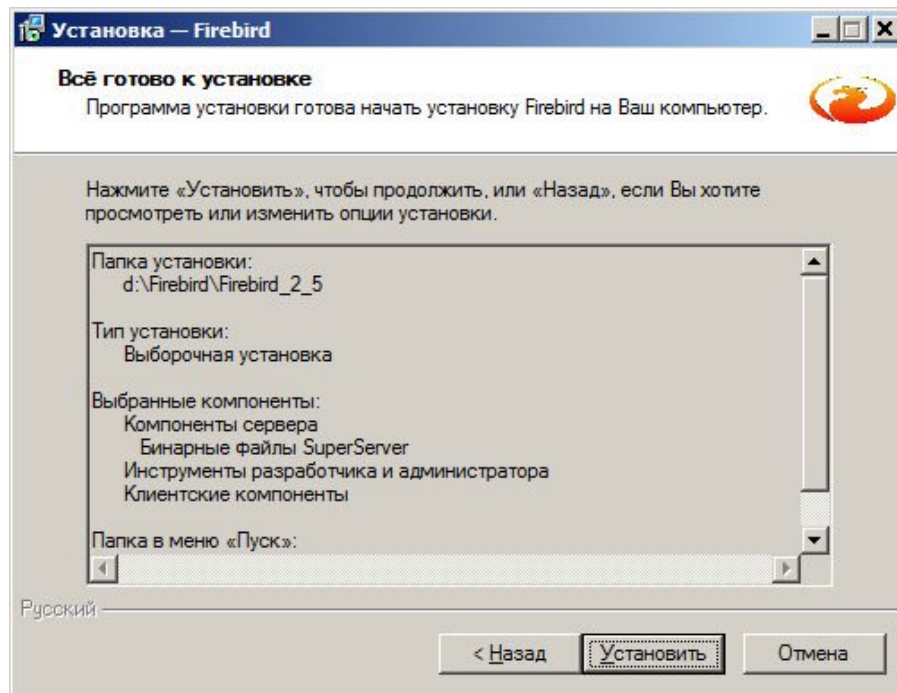 Установка — Firebird
Всё готово к установке
Программа установки готова начать установку Firebird на Ваш компьютер.
Нажмите «Установить», чтобы продолжить, или «Назад», если Вы хотите
просмотреть или изменить опции установки.
Папка установки:
d:\Firebird\Firebird_2_5
Тип установки:
Выборочная установка
Выбранные компоненты:
Компоненты сервера
Бинарные файлы SuperServer
Инструменты разработчика и администратора
Клиентские компоненты
Папка в меню «Пуск»:
Русский
< Назад
Установить
Отмена